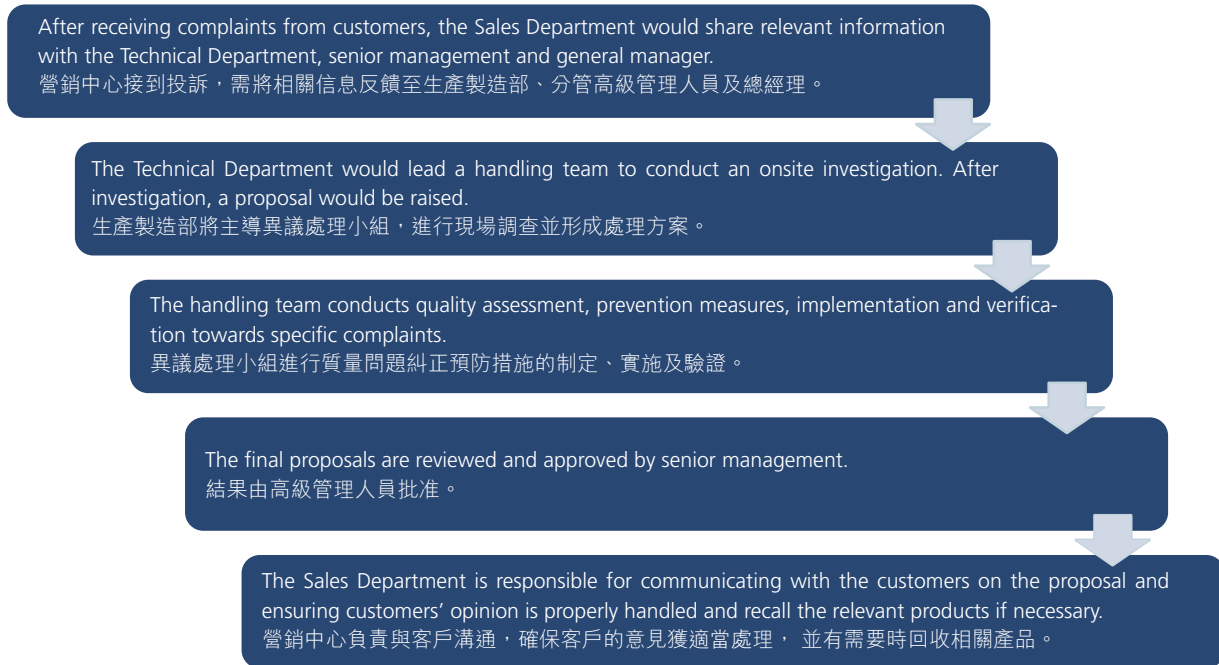 After receiving complaints from customers, the Sales Department would share relevant information
with the Technical Department, senior management and general manager.
營銷中心接到投訴，需將相關信息反饋至生產製造部、分管高級管理人員及總經理。
The Technical Department would lead a handling team to conduct an onsite investigation. After
investigation, a proposal would be raised.
生產製造部將主導異議處理小組，進行現場調查並形成處理方案。
The handling team conducts quality assessment, prevention measures, implementation and verifica-
tion towards specific complaints.
異議處理小組進行質量問題糾正預防措施的制定、實施及驗證。
The final proposals are reviewed and approved by senior management.
結果由高級管理人員批准。
The Sales Department is responsible for communicating with the customers on the proposal and
ensuring customers’ opinion is properly handled and recall the relevant products if necessary.
營銷中心負責與客戶溝通，確保客戶的意見獲適當處理， 並有需要時回收相關產品。